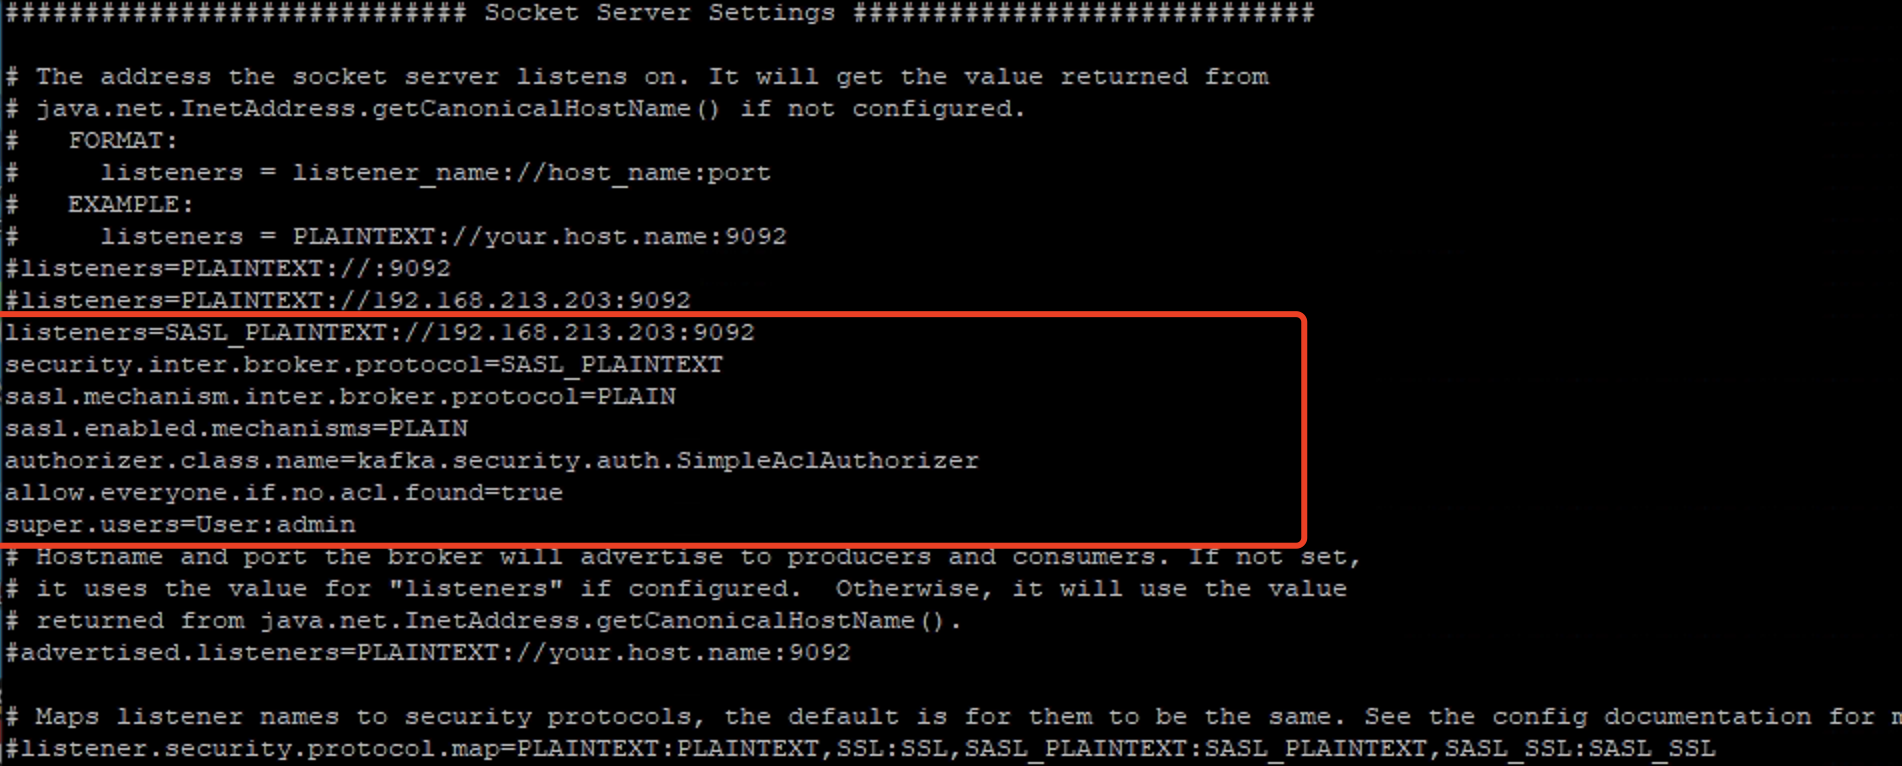 ############################# Socket Server Settings #############################
# The address the socket server listens on. It will get the value returned from
# java.net.InetAddress.getCanonicalHostName() if not configured.
#   FORMAT:
#     listeners = listener_name://host_name:port
#   EXAMPLE:
#     listeners = PLAINTEXT://your.host.name:9092
#listeners=PLAINTEXT://:9092
#listeners=PLAINTEXT://192.168.213.203:9092
listeners=SASL_PLAINTEXT://192.168.213.203:9092
security.inter.broker.protocol=SASL_PLAINTEXT
sasl.mechanism.inter.broker.protocol=PLAIN
sasl.enabled.mechanisms=PLAIN
authorizer.class.name=kafka.security.auth.SimpleAclAuthorizer
allow.everyone.if.no.acl.found=true
super.users=User:admin
# Hostname and port the broker will advertise to producers and consumers. If not set,
# it uses the value for "listeners" if configured.  Otherwise, it will use the value
# returned from java.net.InetAddress.getCanonicalHostName().
#advertised.listeners=PLAINTEXT://your.host.name:9092
# Maps listener names to security protocols, the default is for them to be the same. See the config documentation for
#listener.security.protocol.map=PLAINTEXT:PLAINTEXT,SSL:SSL,SASL_PLAINTEXT:SASL_PLAINTEXT,SASL_SSL:SASL_SSL